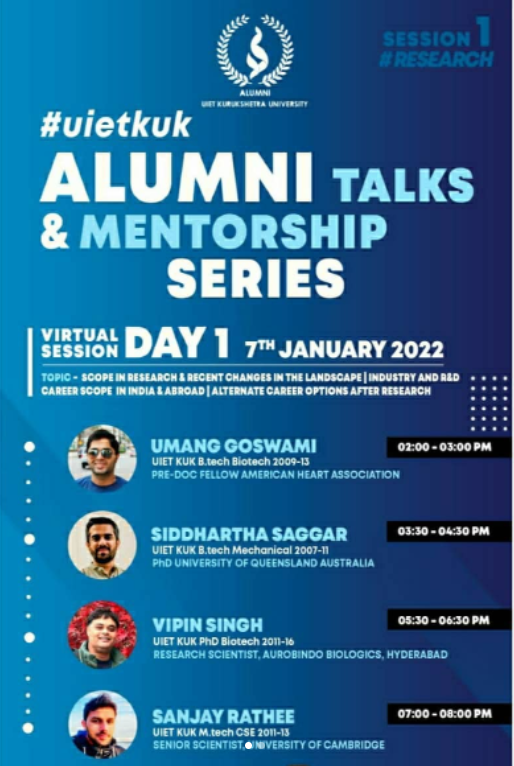 SESSION 1
#RESEARCH
ALUMNI
UIET KURUKSHETRA UNIVERSITY
#uietkuk
ALUMNI TALKS
& MENTORSHIP
SERIES
VIRTUAL SESSION DAY 1 7TH JANUARY 2022
TOPIC - SCOPE IN RESEARCH & RECENT CHANGES IN THE LANDSCAPE | INDUSTRY AND R&D
CAREER SCOPE IN INDIA & ABROAD | ALTERNATE CAREER OPTIONS AFTER RESEARCH
UMANG GOSWAMI 02:00 - 03:00 PM
UIET KUK B.tech Biotech 2009-13
PRE-DOC FELLOW AMERICAN HEART ASSOCIATION
SIDDHARTHA SAGGAR 03:30 - 04:30 PM
UIET KUK B.tech Mechanical 2007-11
PhD UNIVERSITY OF QUEENSLAND AUSTRALIA
VIPIN SINGH 05:30 - 06:30 PM
UIET KUK PhD Biotech 2011-16
RESEARCH SCIENTIST, AUROBINDO BIOLOGICS, HYDERABAD
SANJAY RATHEE 07:00 - 08:00 PM
UIET KUK M.tech CSE 2011-13
SENIOR SCIENTIST, UNIVERSITY OF CAMBRIDGE